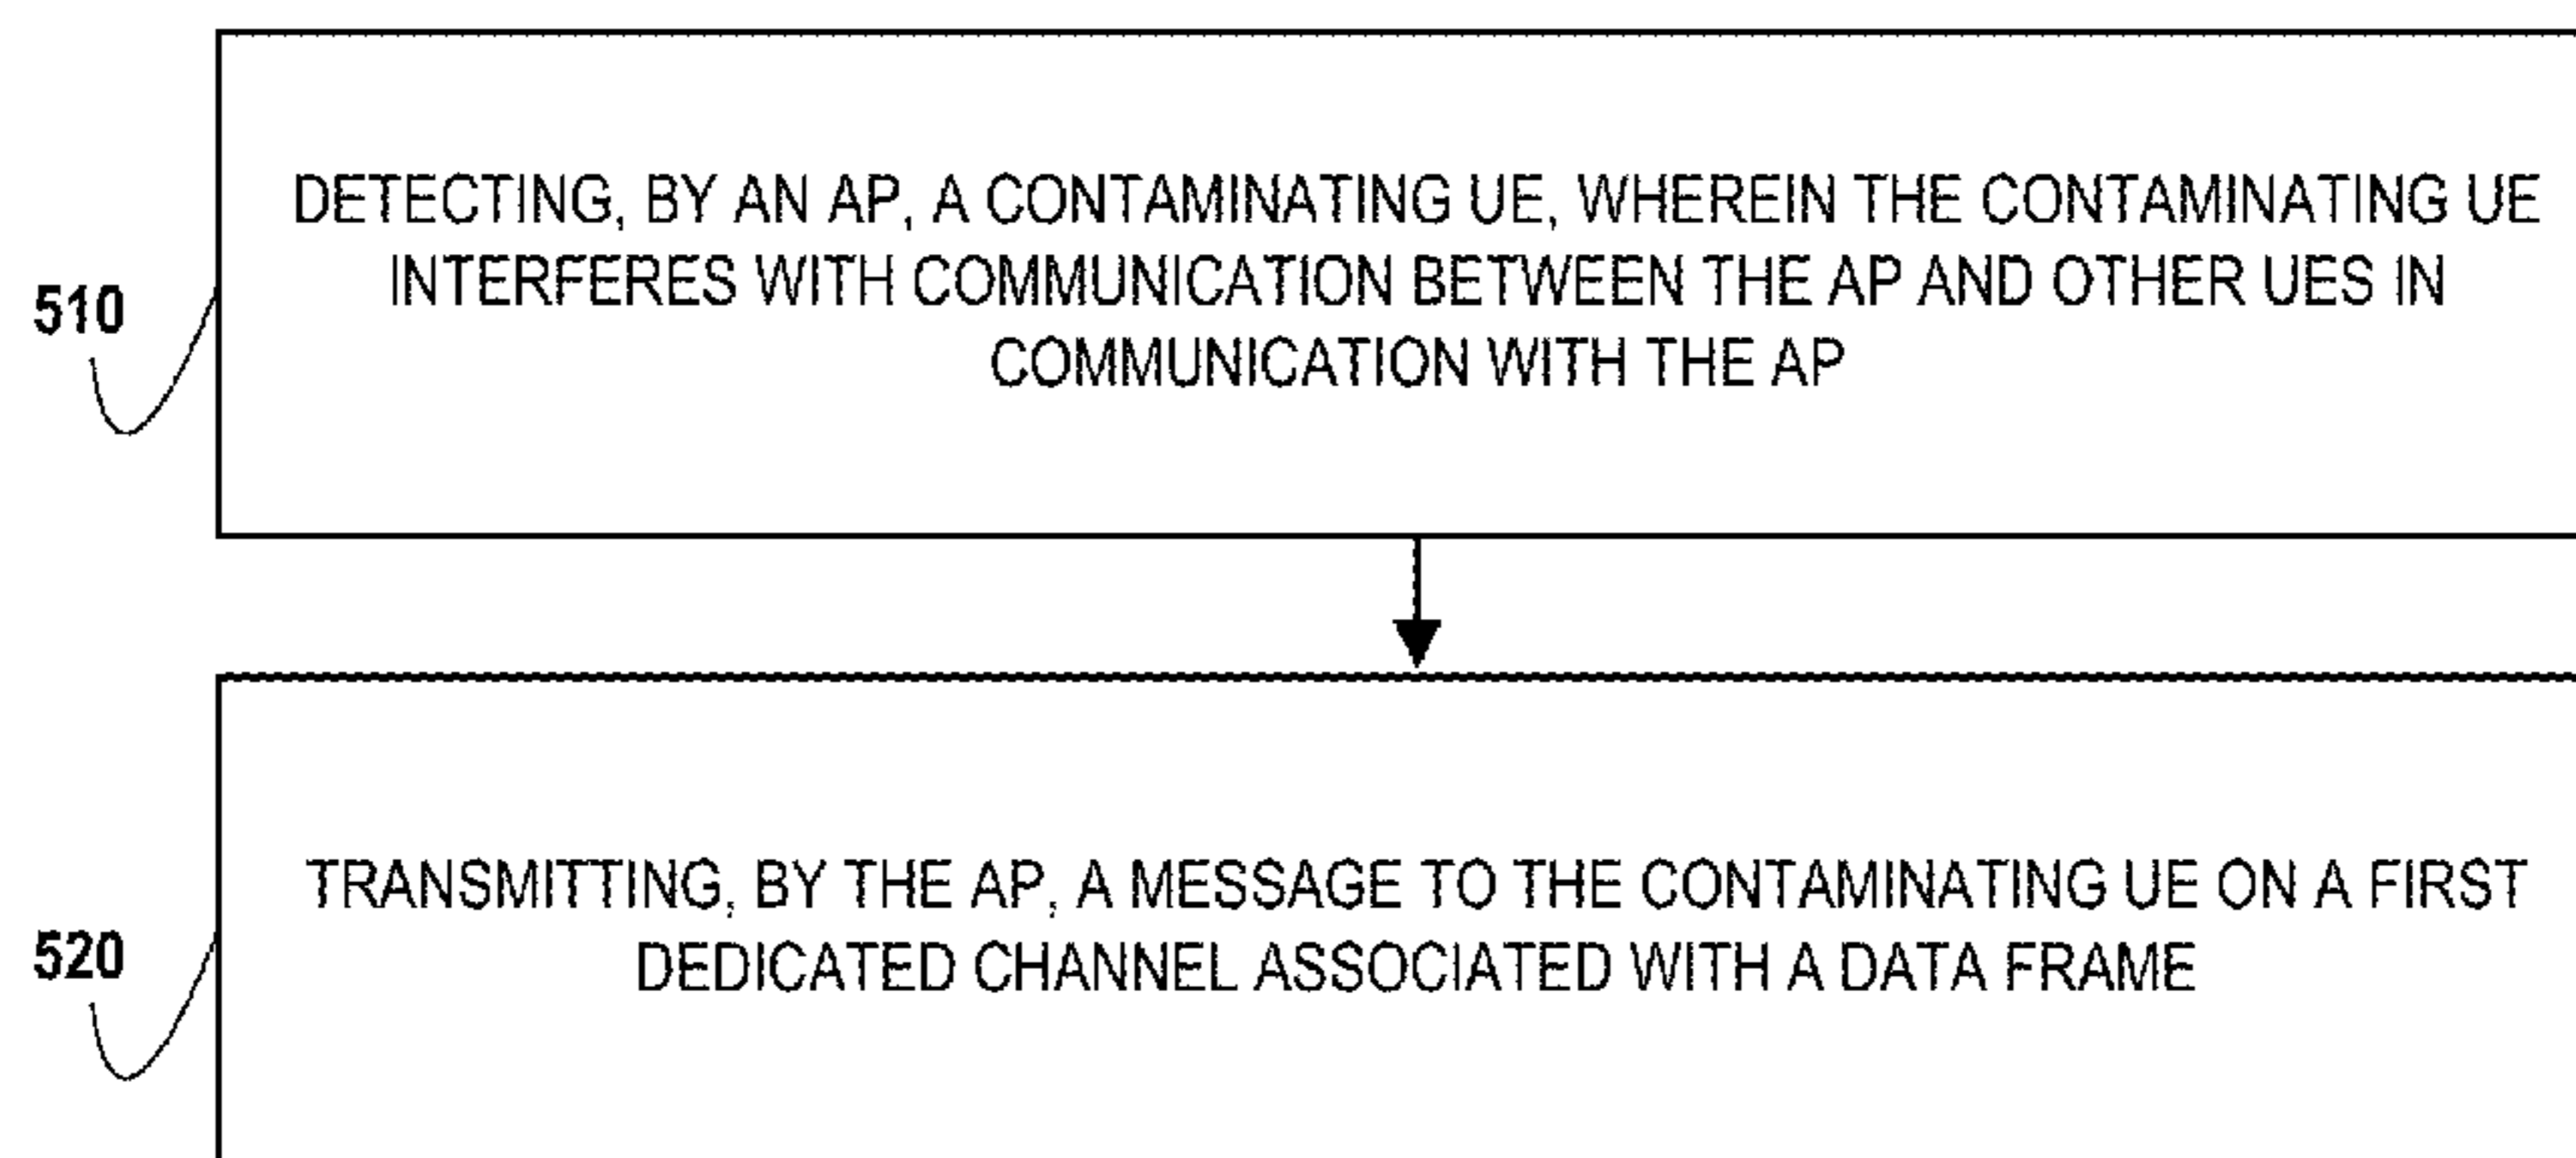 DETECTING, BY AN AP, A CONTAMINATING UE, WHEREIN THE CONTAMINATING UE
INTERFERES WITH COMMUNICATION BETWEEN THE AP AND OTHER UES IN
COMMUNICATION WITH THE AP
510
TRANSMITTING, BY THE AP, A MESSAGE TO THE CONTAMINATING UE ON A FIRST
DEDICATED CHANNEL ASSOCIATED WITH A DATA FRAME
520